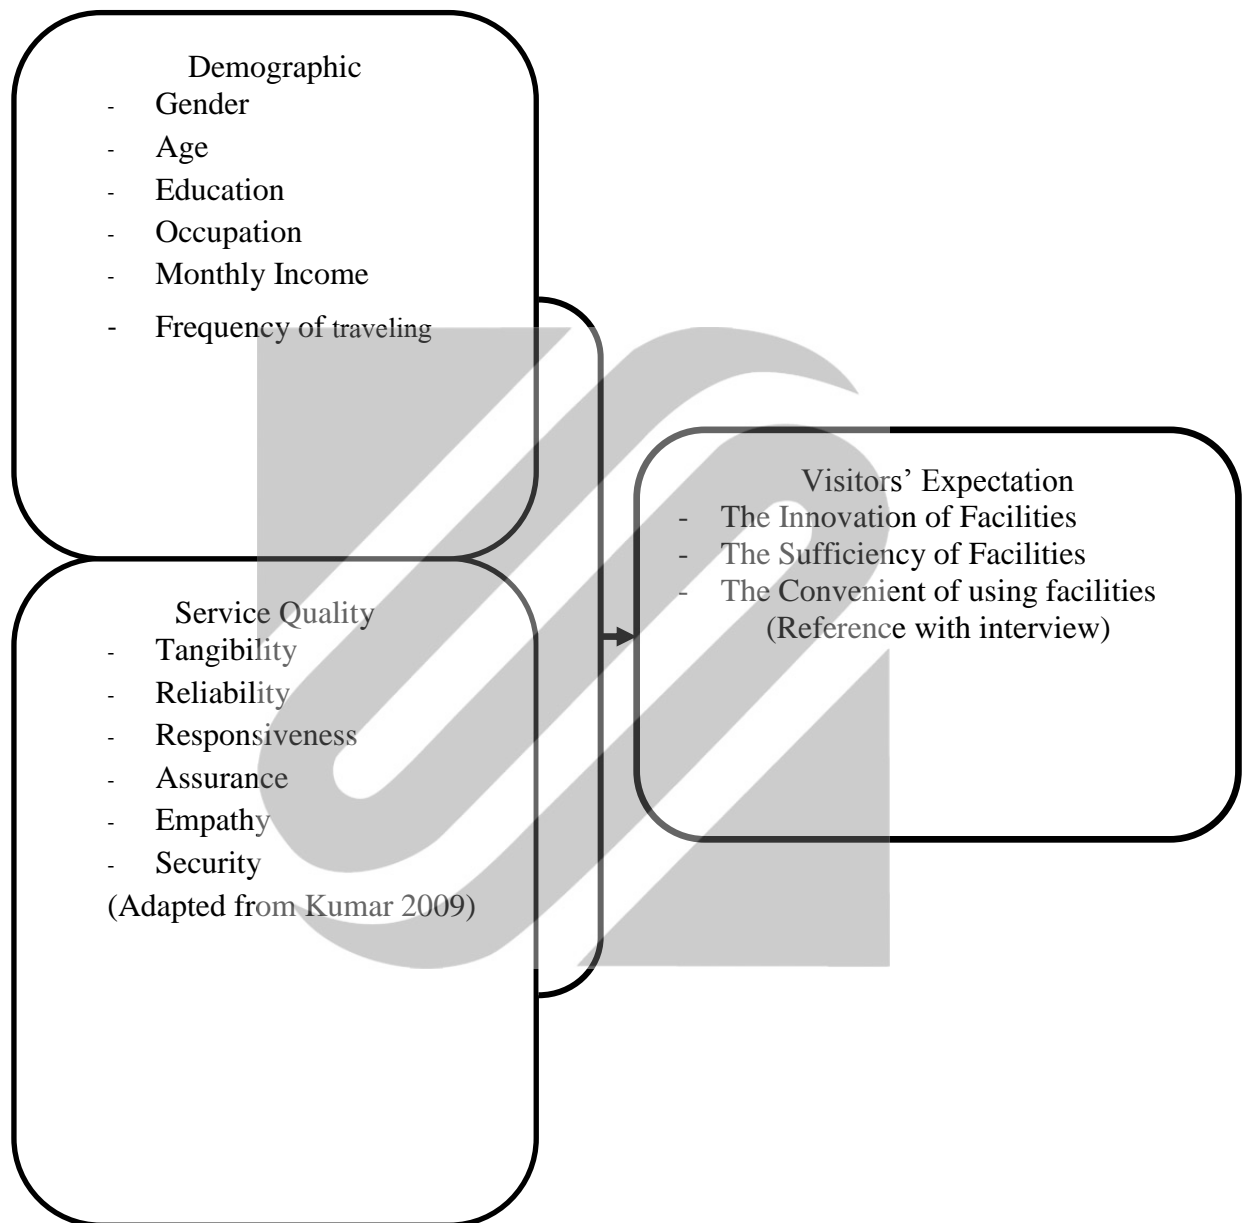 Demographic
- Gender
- Age
- Education
- Occupation
- Monthly Income
- Frequency of traveling
Service Quality
- Tangibility
- Reliability
- Responsiveness
- Assurance
- Empathy
- Security
(Adapted from Kumar 2009)
Visitors’ Expectation
- The Innovation of Facilities
- The Sufficiency of Facilities
- The Convenient of using facilities
(Reference with interview)